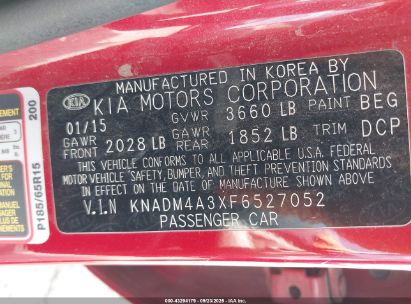 MANUFACTURED IN KOREA BY
KIA
KIA MOTORS CORPORATION
01/15 GVWR 3660 LB PAINT BEG
GAWR FRONT 2028 LB GAWR REAR 1852 LB TRIM DCP
THIS VEHICLE CONFORMS TO ALL APPLICABLE U.S.A. FEDERAL
MOTOR VEHICLE SAFETY, BUMPER, AND THEFT PREVENTION STANDARDS
IN EFFECT ON THE DATE OF MANUFACTURE SHOWN ABOVE.
V.I.N KNADM4A3XF6527052
PASSENGER CAR
200
P185/65R15